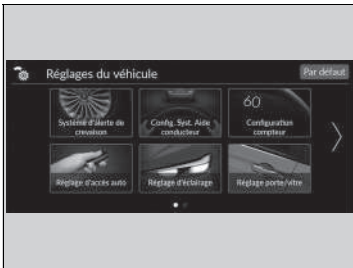 Réglages du véhicule
Par défaut
Système d'alerte de
crevaison
Config. Syst. Aide
conducteur
60
Configuration
compteur
Réglage d'accès auto
Réglage d'éclairage
Réglage porte/vitre